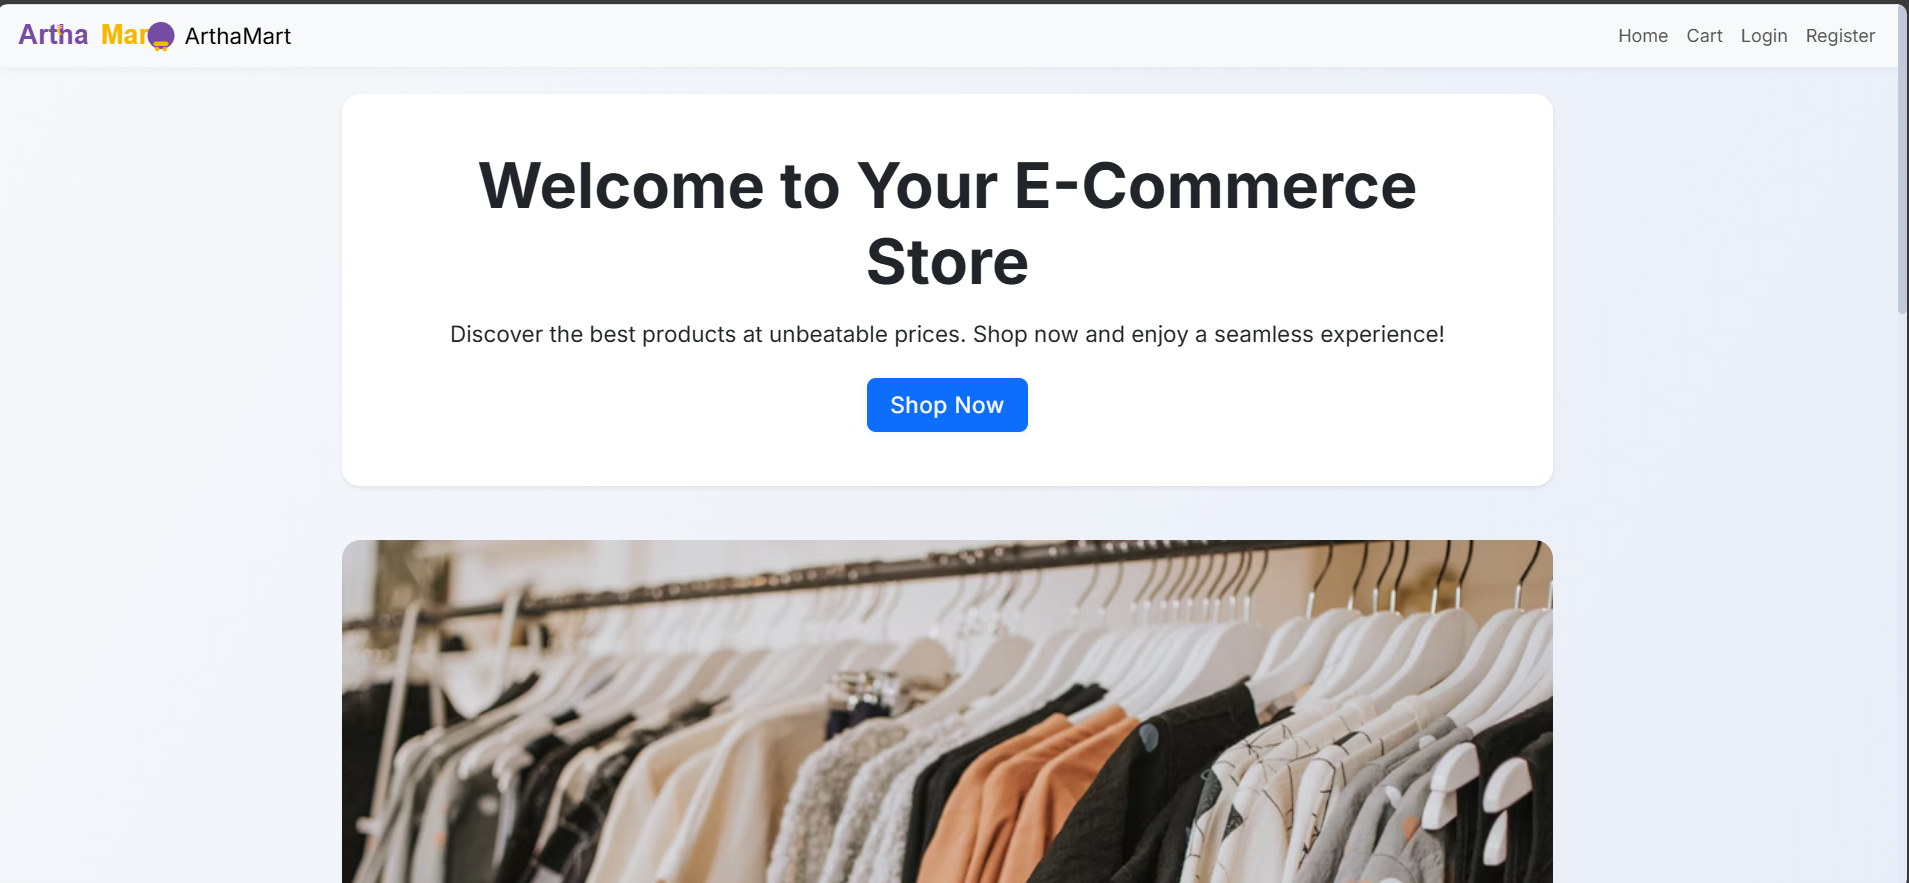 Artha Mar ArthaMart
Home Cart Login Register
Welcome to Your E-Commerce
Store
Discover the best products at unbeatable prices. Shop now and enjoy a seamless experience!
Shop Now